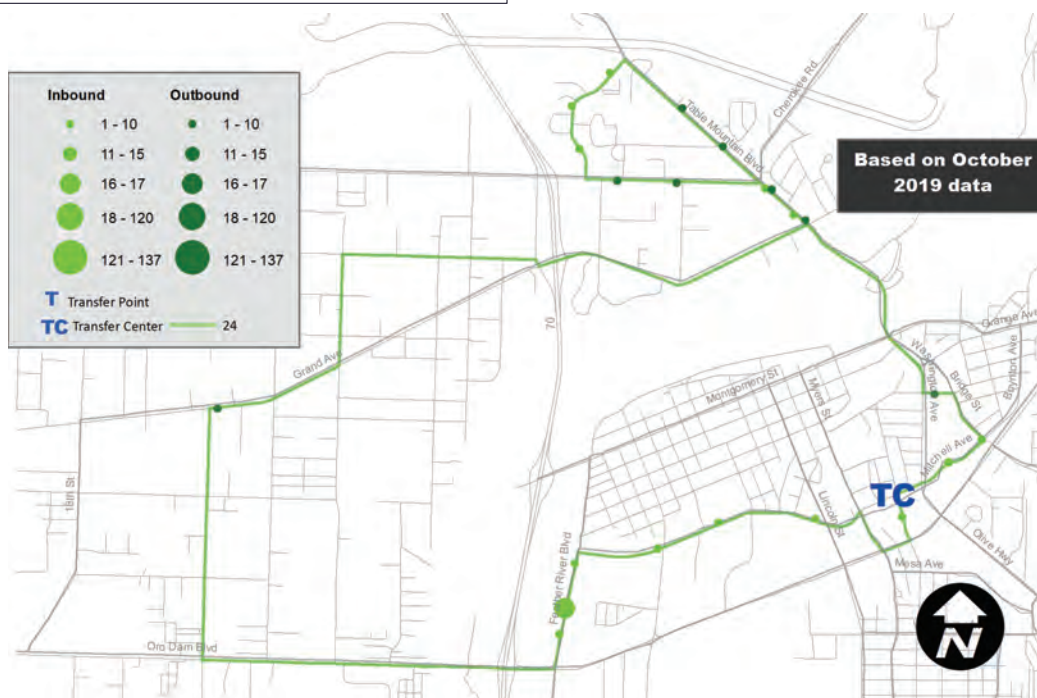 Inbound Outbound
1 - 10 1 - 10
11 - 15 11 - 15
16 - 17 16 - 17
18 - 120 18 - 120
121 - 137 121 - 137
T Transfer Point
TC Transfer Center 24
Based on October
2019 data
Cherokee Rd
Table Mountain Blvd
70
Grand Ave
Orange Ave
Washington Ave
Bridge St
Boynton Ave
Montgomery St
Myers St
Mitchell Ave
18th St
TC
Lincoln St
Olive Hwy
Feather River Blvd
Mesa Ave
Oro Dam Blvd
N